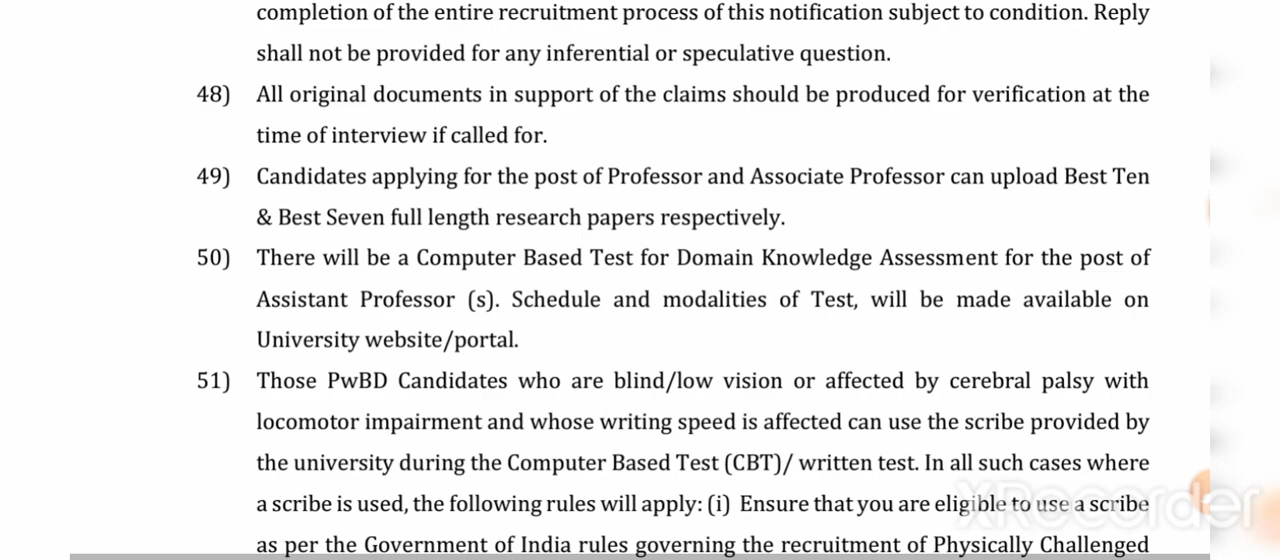 completion of the entire recruitment process of this notification subject to condition. Reply
shall not be provided for any inferential or speculative question.
48) All original documents in support of the claims should be produced for verification at the
time of interview if called for.
49) Candidates applying for the post of Professor and Associate Professor can upload Best Ten
& Best Seven full length research papers respectively.
50) There will be a Computer Based Test for Domain Knowledge Assessment for the post of
Assistant Professor (s). Schedule and modalities of Test, will be made available on
University website/portal.
51) Those PwBD Candidates who are blind/low vision or affected by cerebral palsy with
locomotor impairment and whose writing speed is affected can use the scribe provided by
the university during the Computer Based Test (CBT)/ written test. In all such cases where
a scribe is used, the following rules will apply: (i) Ensure that you are eligible to use a scribe
as per the Government of India rules governing the recruitment of Physically Challenged
XRecorder